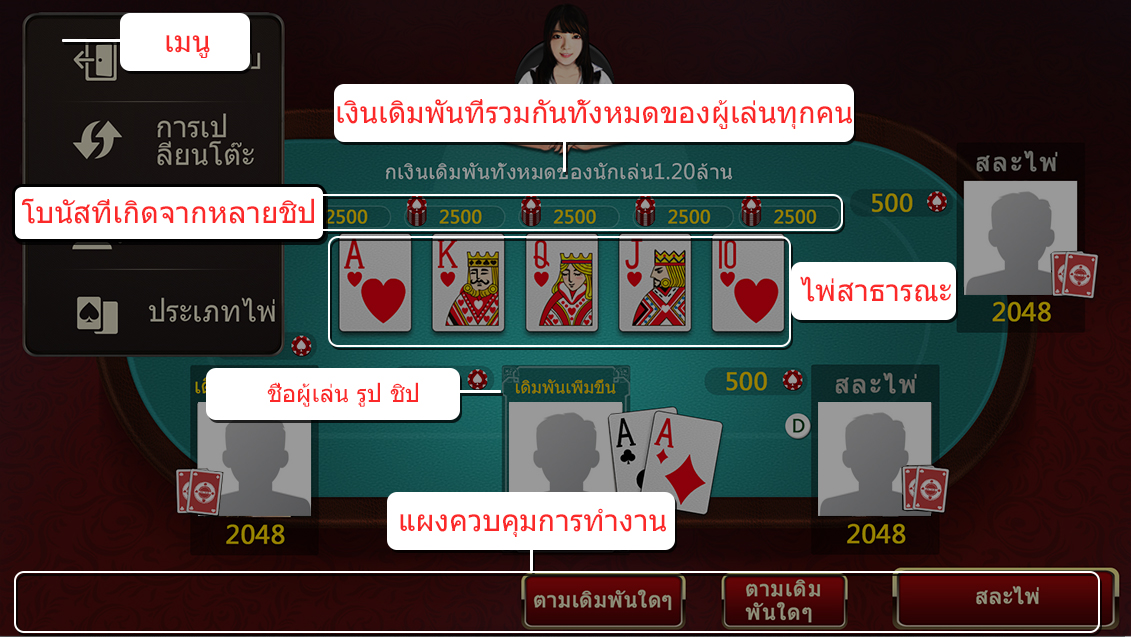 เมนู
การเป
ลี่ยนโต๊ะ
ประเภทไพ่
เงินเดิมพันที่รวมกันทั้งหมดของผู้เล่นทุกคน
กเงินเดิมพันทั้งหมดของนักเล่น1.20ล้าน
โบนัสที่เกิดจากหลายชิป
2500 2500 2500 2500 2500
500
สละไพ่
2048
A K Q J 10
ไพ่สาธารณะ
ชื่อผู้เล่น รูป ชิป
เดิมพันเพิ่มขึ้น
500
สละไพ่
D
A A
2048
2048
แผงควบคุมการทำงาน
ตามเดิมพันใดๆ
ตามเดิม
พันใดๆ
สละไพ่